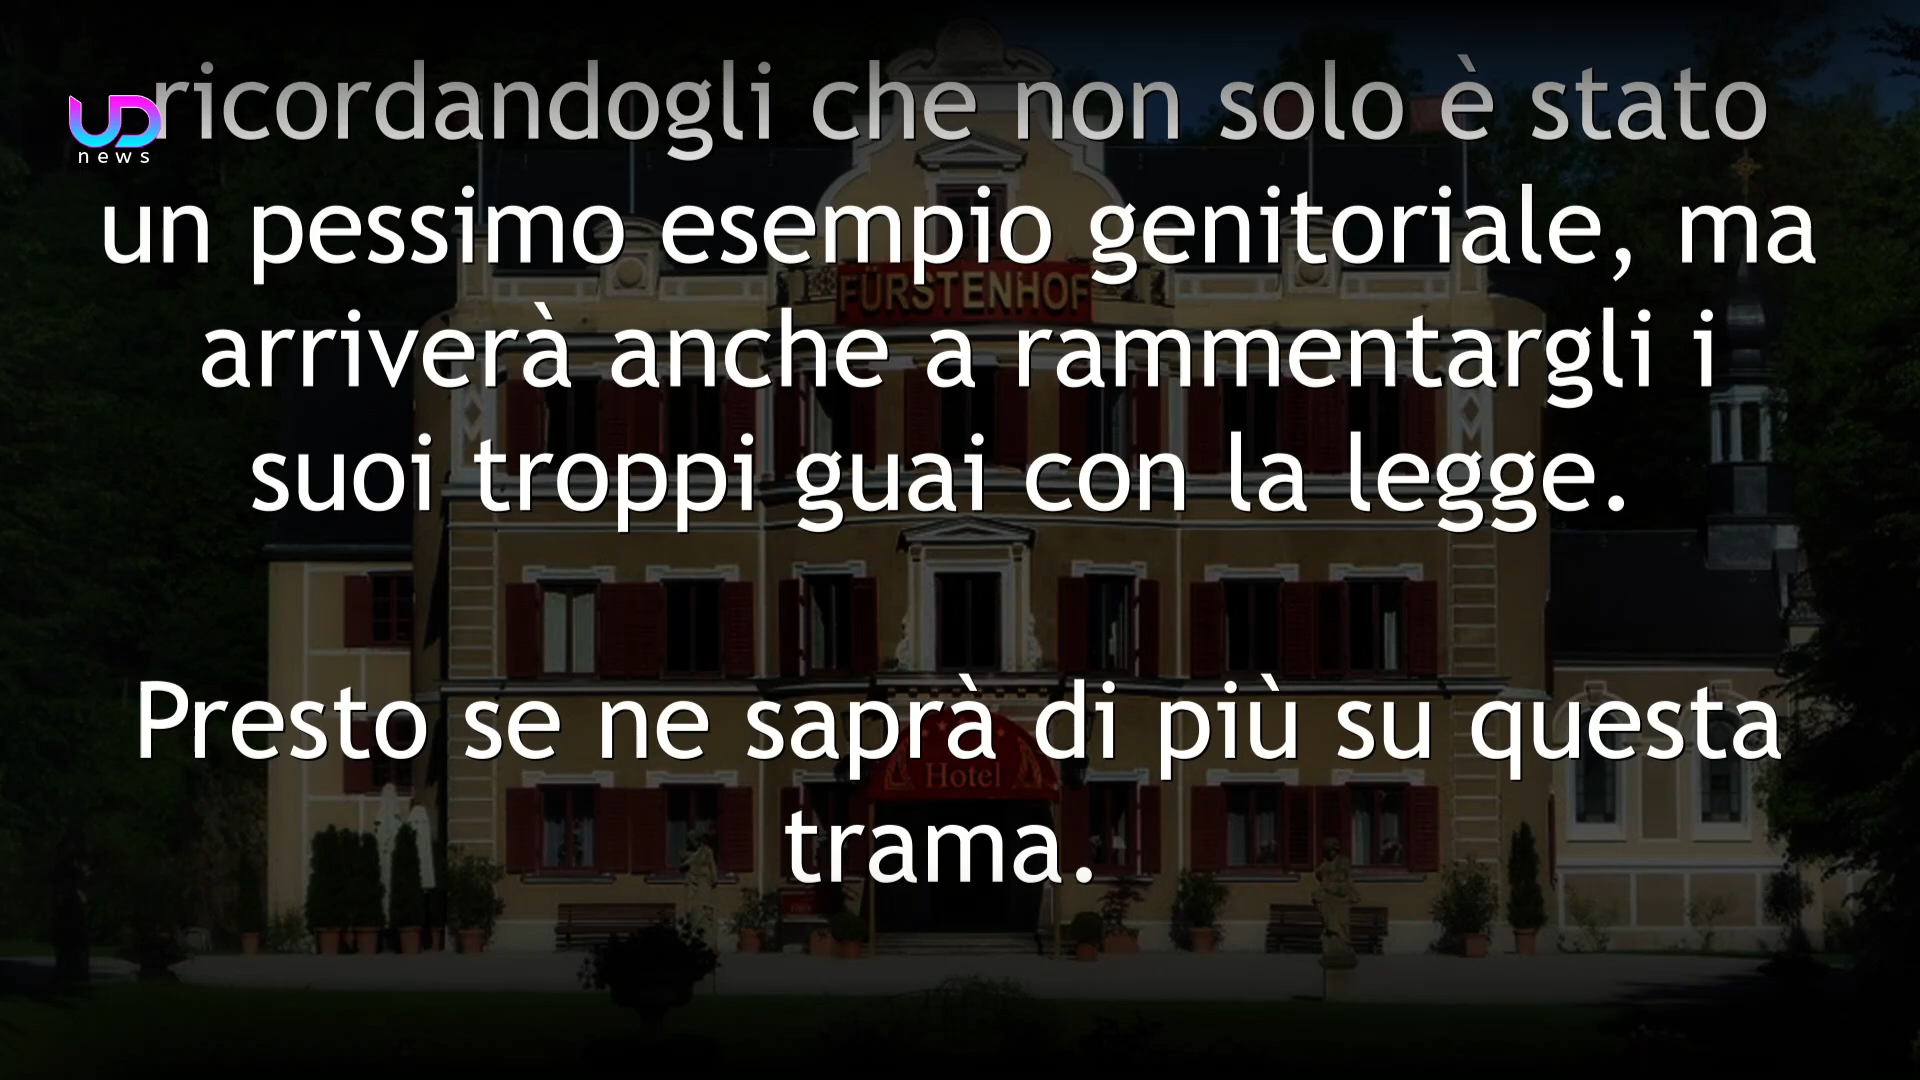 ricordandogli che non solo è stato
UD
news
un pessimo esempio genitoriale, ma
FÜRSTENHOF
arriverà anche a rammentargli i
suoi troppi guai con la legge.
Presto se ne saprà di più su questa
Hotel
trama.